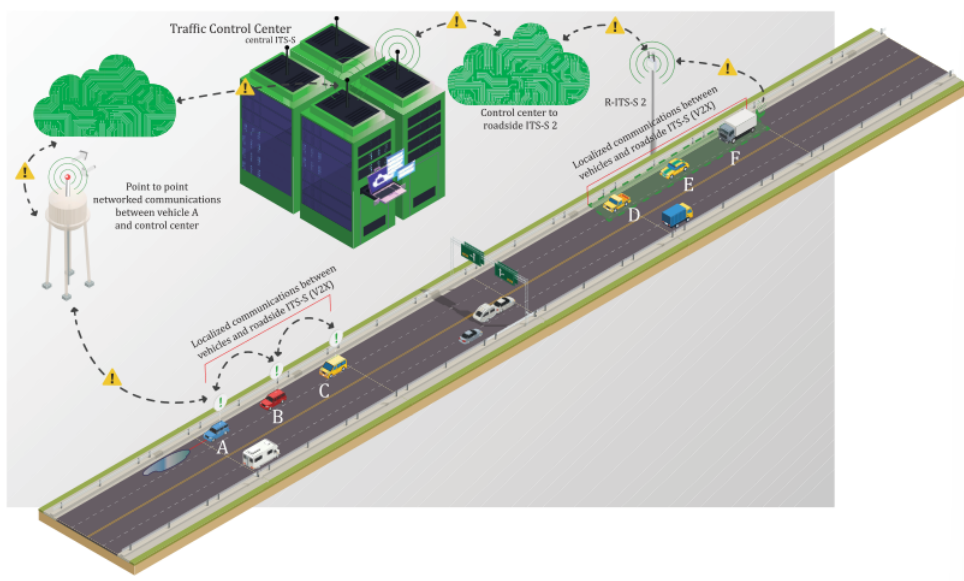 Traffic Control Center
central ITS-S
Control center to
roadside ITS-S 2
R-ITS-S 2
Localized communications between
vehicles and roadside ITS-S (V2X)
F
E
D
Point to point
networked communications
between vehicle A
and control center
Localized communications between
vehicles and roadside ITS-S (V2X)
C
B
A